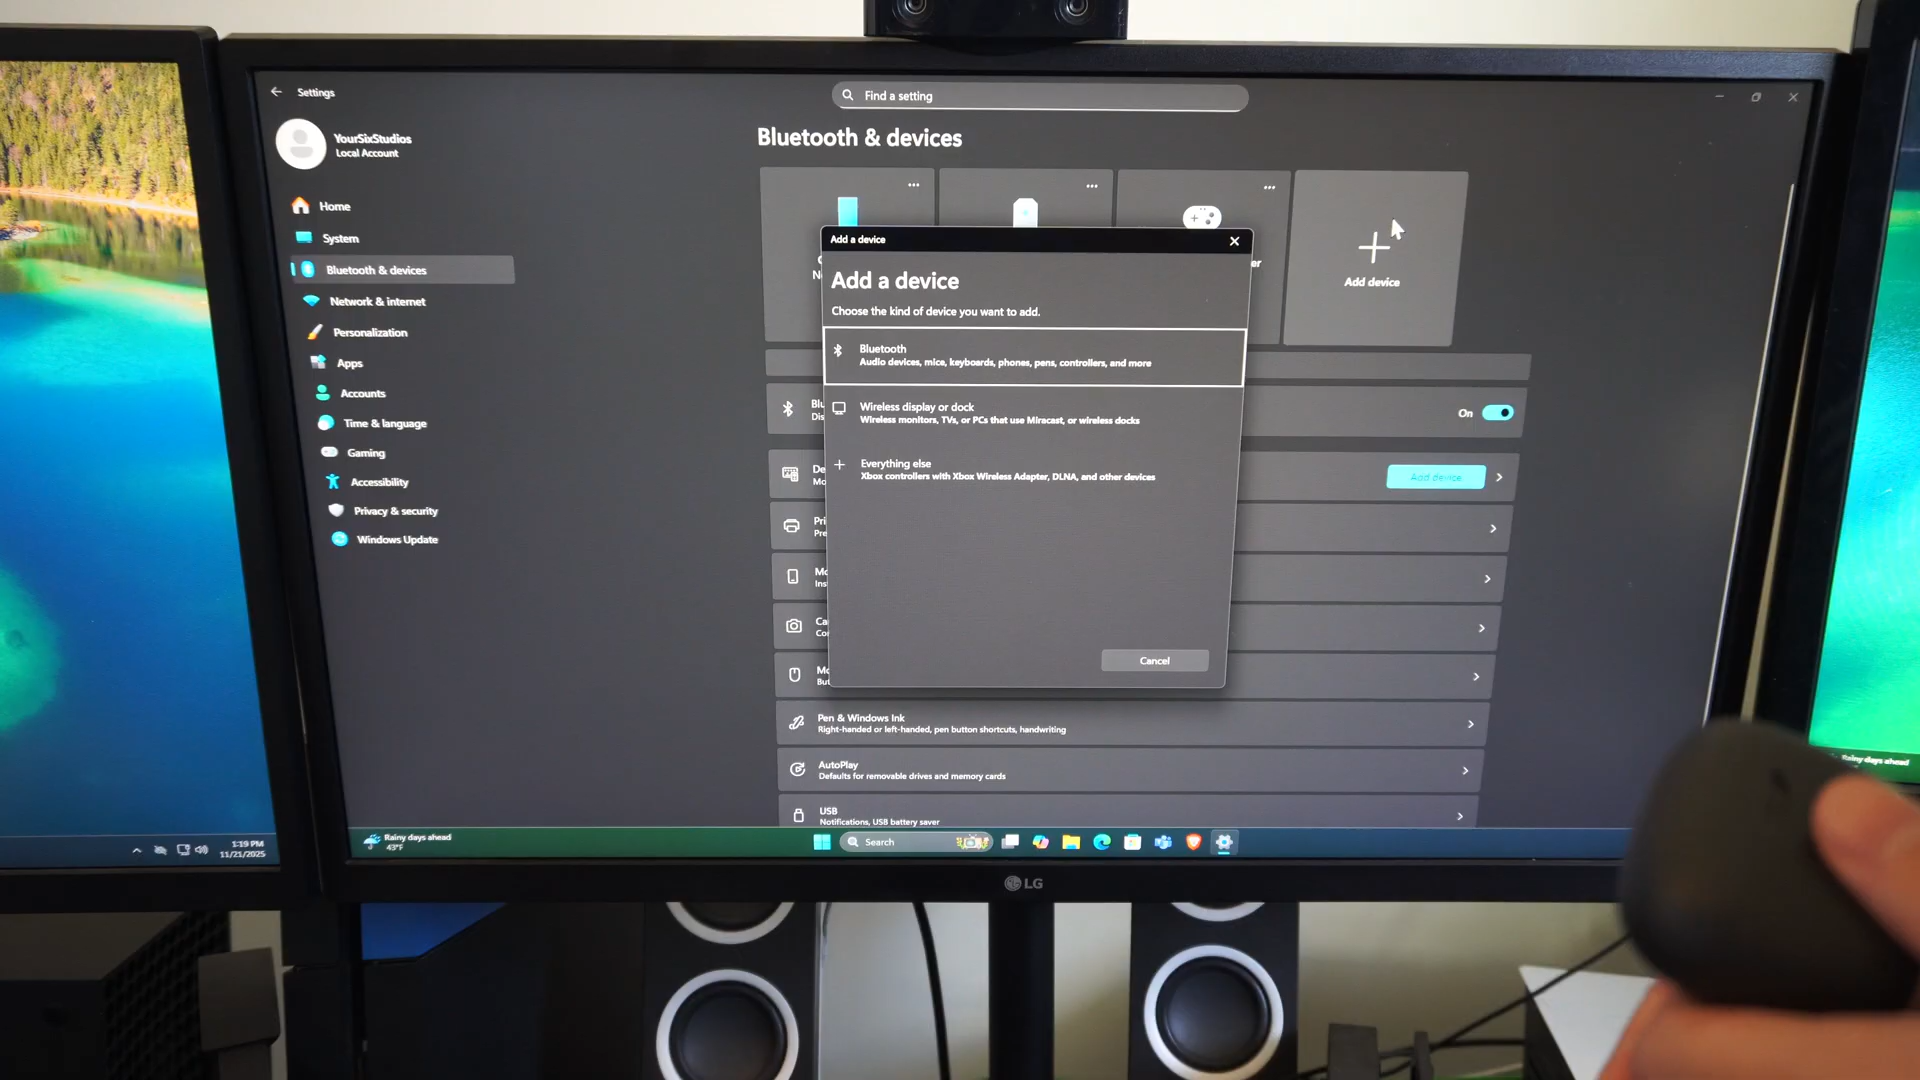 Settings
Find a setting
YourSixStudios
Local Account
Home
System
Bluetooth & devices
Network & internet
Personalization
Apps
Accounts
Time & language
Gaming
Accessibility
Privacy & security
Windows Update
Bluetooth & devices
Add device
Add a device
Add a device
Choose the kind of device you want to add.
Bluetooth
Audio devices, mice, keyboards, phones, pens, controllers, and more
Wireless display or dock
Wireless monitors, TVs, or PCs that use Miracast, or wireless docks
Everything else
Xbox controllers with Xbox Wireless Adapter, DLNA, and other devices
Cancel
On
Add device
Pen & Windows Ink
Right-handed or left-handed, pen button shortcuts, handwriting
AutoPlay
Defaults for removable drives and memory cards
USB
Notifications, USB battery saver
Rainy days ahead
43°F
Search
1:19 PM
11/21/2025
Rainy days ahead
LG